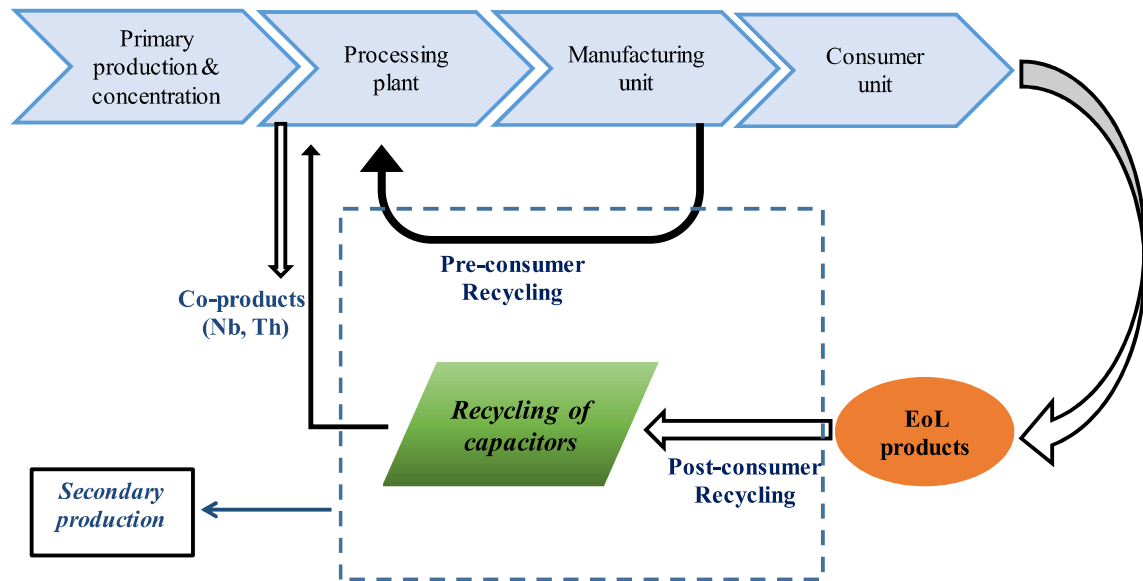 Primary
production &
concentration
Processing
plant
Manufacturing
unit
Consumer
unit
Pre-consumer
Recycling
Co-products
(Nb, Th)
Recycling of
capacitors
EoL
products
Post-consumer
Recycling
Secondary
production